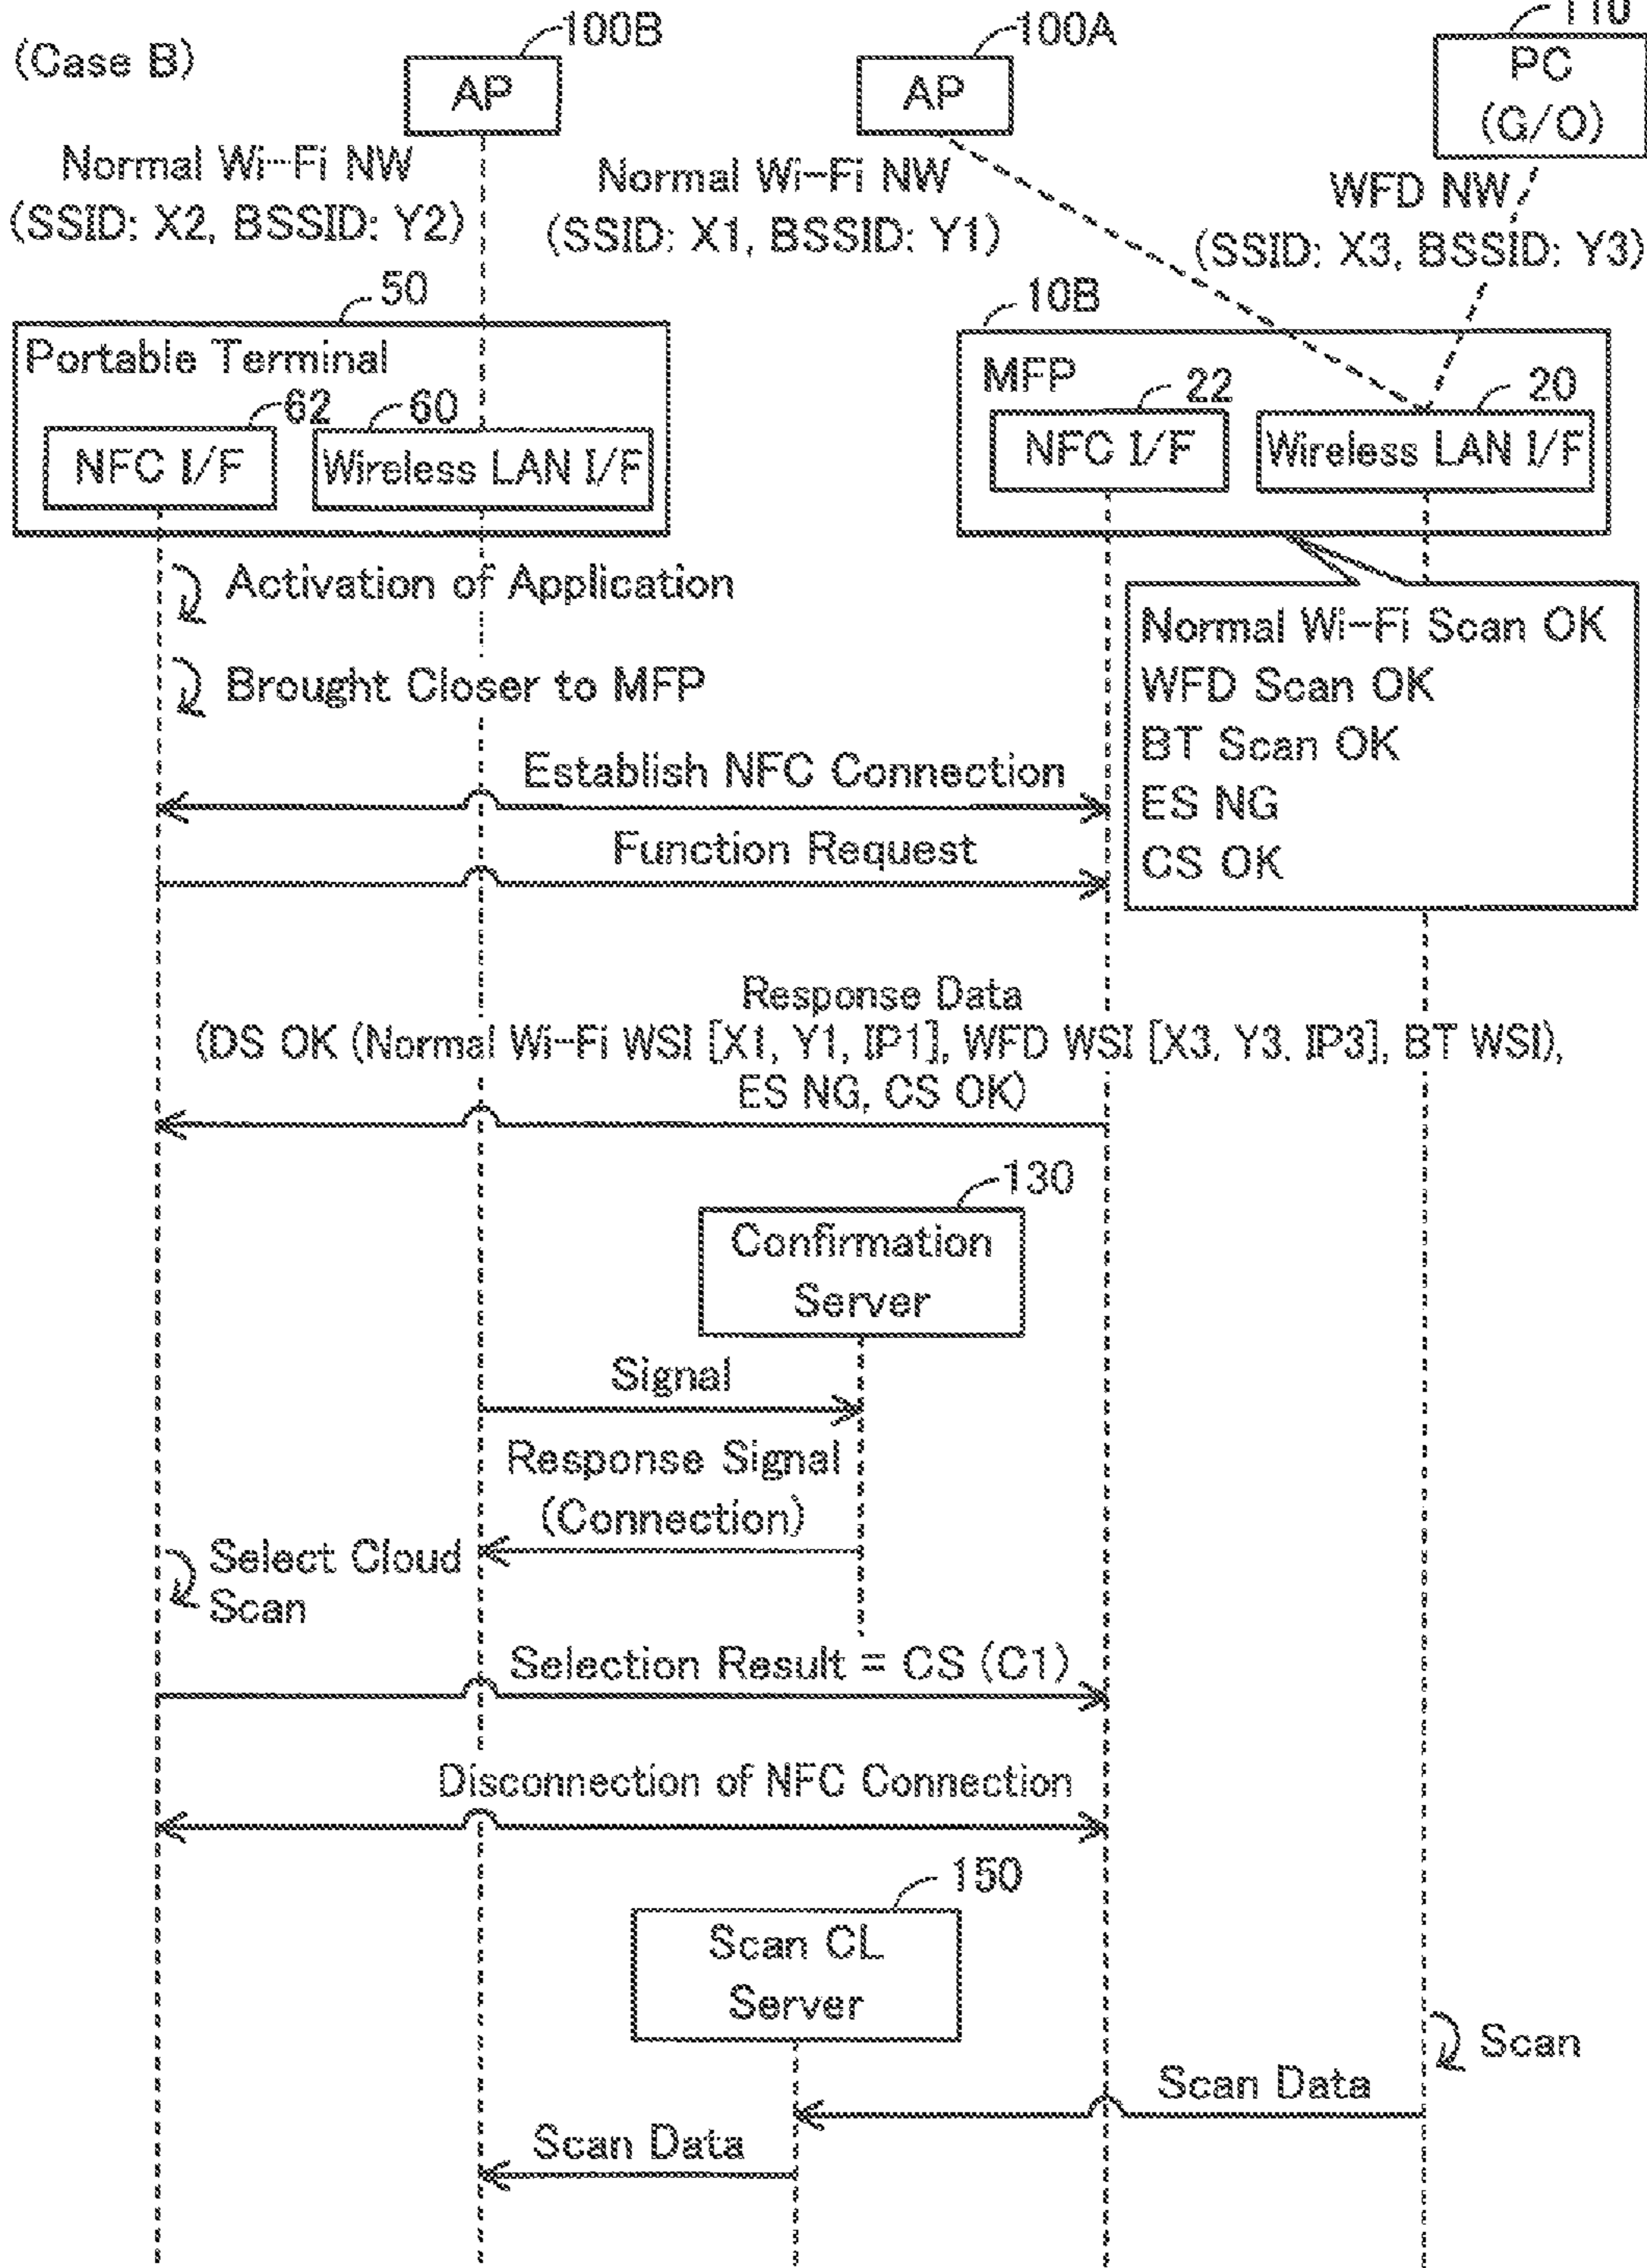 100B
100A
110
(Case B)
AP
AP
PC
(G/O)
Normal Wi-Fi NW
(SSID: X2, BSSID: Y2)
Normal Wi-Fi NW
(SSID: X1, BSSID: Y1)
WFD NW
(SSID: X3, BSSID: Y3)
50
10B
Portable Terminal
62
60
MFP
22
20
NFC I/F
Wireless LAN I/F
NFC I/F
Wireless LAN I/F
Activation of Application
Brought Closer to MFP
Normal Wi-Fi Scan OK
WFD Scan OK
BT Scan OK
ES NG
CS OK
Establish NFC Connection
Function Request
Response Data
(DS OK (Normal Wi-Fi WSI [X1, Y1, IP1], WFD WSI [X3, Y3, IP3], BT WSI),
ES NG, CS OK)
130
Confirmation
Server
Signal
Response Signal
(Connection)
Select Cloud
Scan
Selection Result = CS (C1)
Disconnection of NFC Connection
150
Scan CL
Server
Scan
Scan Data
Scan Data